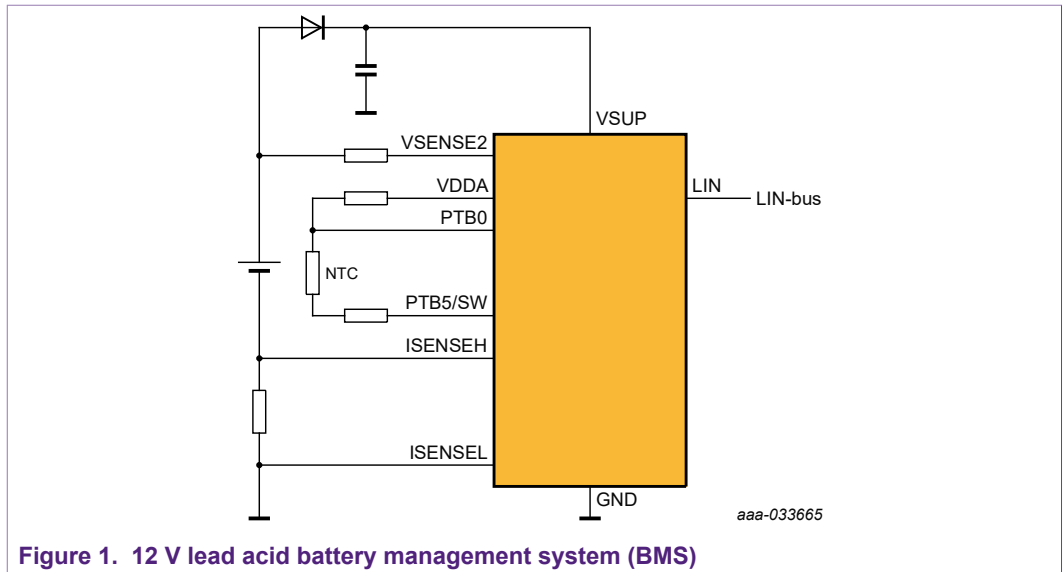 VSUP
VSENSE2
VDDA
LIN
LIN-bus
PTB0
NTC
PTB5/SW
ISENSEH
ISENSEL
GND
aaa-033665
Figure 1. 12 V lead acid battery management system (BMS)